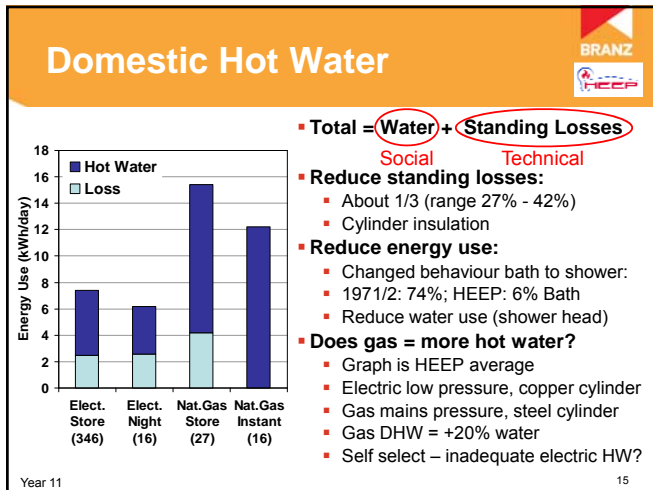 Domestic Hot Water
BRANZ
HEEP
Total = Water + Standing Losses
Social Technical
Reduce standing losses:
About 1/3 (range 27% - 42%)
Cylinder insulation
Reduce energy use:
Changed behaviour bath to shower:
1971/2: 74%; HEEP: 6% Bath
Reduce water use (shower head)
Does gas = more hot water?
Graph is HEEP average
Electric low pressure, copper cylinder
Gas mains pressure, steel cylinder
Gas DHW = +20% water
Self select – inadequate electric HW?
Energy Use (kWh/day)
18
16
14
12
10
8
6
4
2
0
Hot Water
Loss
Elect. Elect. Nat.Gas Nat.Gas
Store Night Store Instant
(346) (16) (27) (16)
Year 11
15